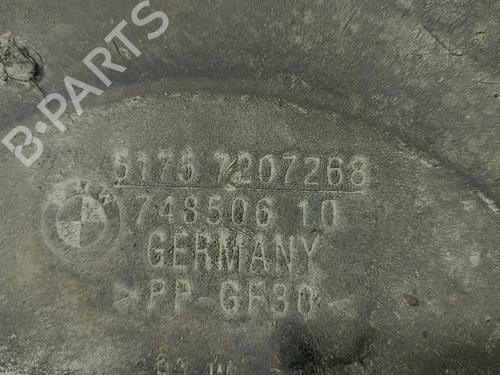 B-PARTS
5175 7207268
748506 10
GERMANY
>PP-GF30<